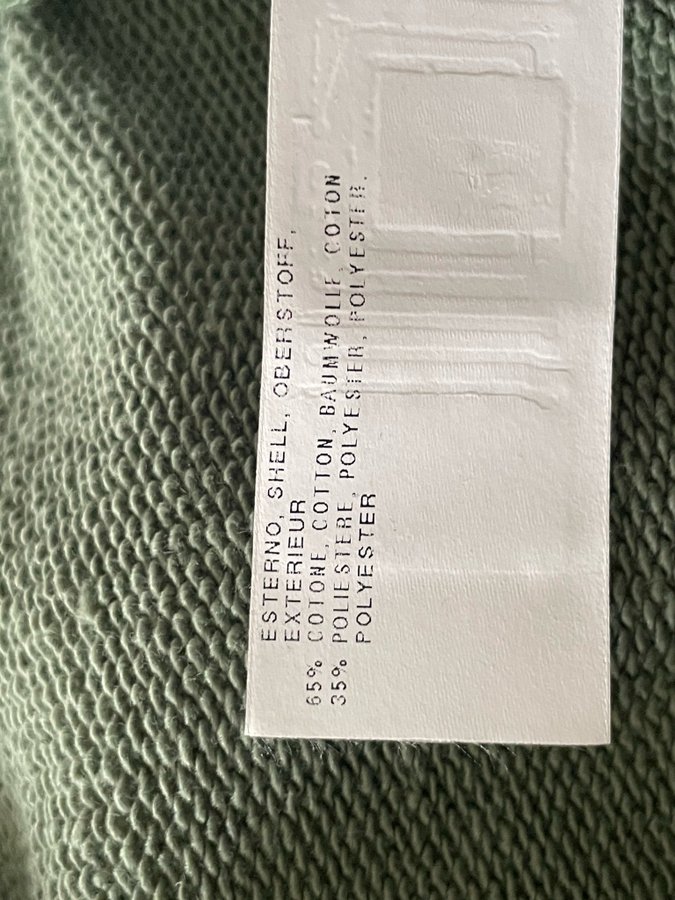 ESTERNO, SHELL, OBERSTOFF,
EXTERIEUR
65% COTONE, COTTON, BAUMWOLLE, COTON
35% POLIESTERE, POLYESTER, POLYESTER,
POLYESTER